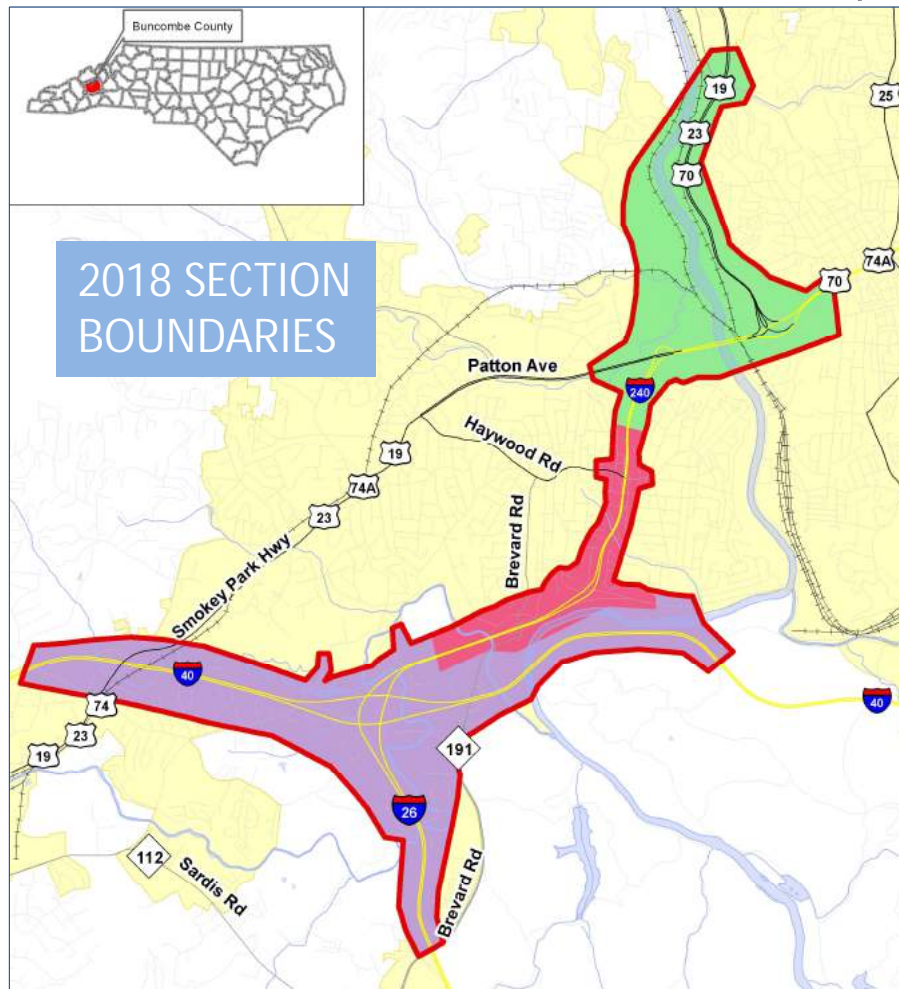 Buncombe County
2018 SECTION
BOUNDARIES
19
25
23
70
74A
70
Patton Ave
240
Haywood Rd
19
74A
23
Brevard Rd
Smokey Park Hwy
40
74
40
23
191
19
26
112
Sardis Rd
Brevard Rd